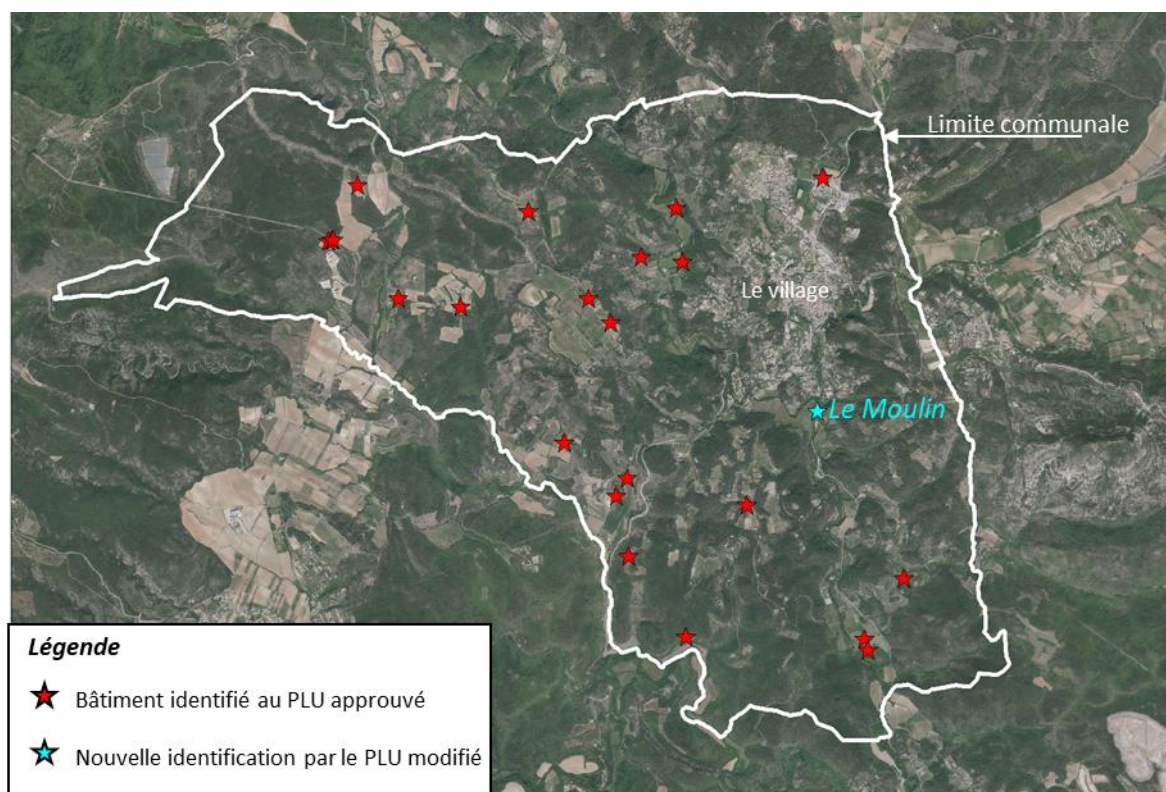 Limite communale
Le village
Le Moulin
Légende
Bâtiment identifié au PLU approuvé
Nouvelle identification par le PLU modifié